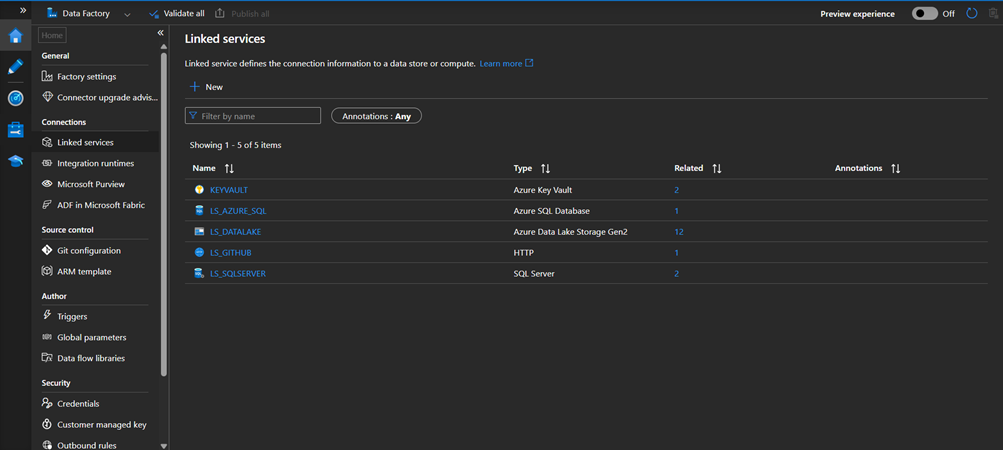 »
Data Factory
Validate all
Publish all
Preview experience
Off
Home
«
General
Factory settings
Connector upgrade advis...
Connections
Linked services
Integration runtimes
Microsoft Purview
ADF in Microsoft Fabric
Source control
Git configuration
ARM template
Author
Triggers
Global parameters
Data flow libraries
Security
Credentials
Customer managed key
Outbound rules
Linked services
Linked service defines the connection information to a data store or compute. Learn more
+ New
Filter by name
Annotations : Any
Showing 1 - 5 of 5 items
Name Type Related Annotations
KEYVAULT Azure Key Vault 2
LS_AZURE_SQL Azure SQL Database 1
LS_DATALAKE Azure Data Lake Storage Gen2 12
LS_GITHUB HTTP 1
LS_SQLSERVER SQL Server 2